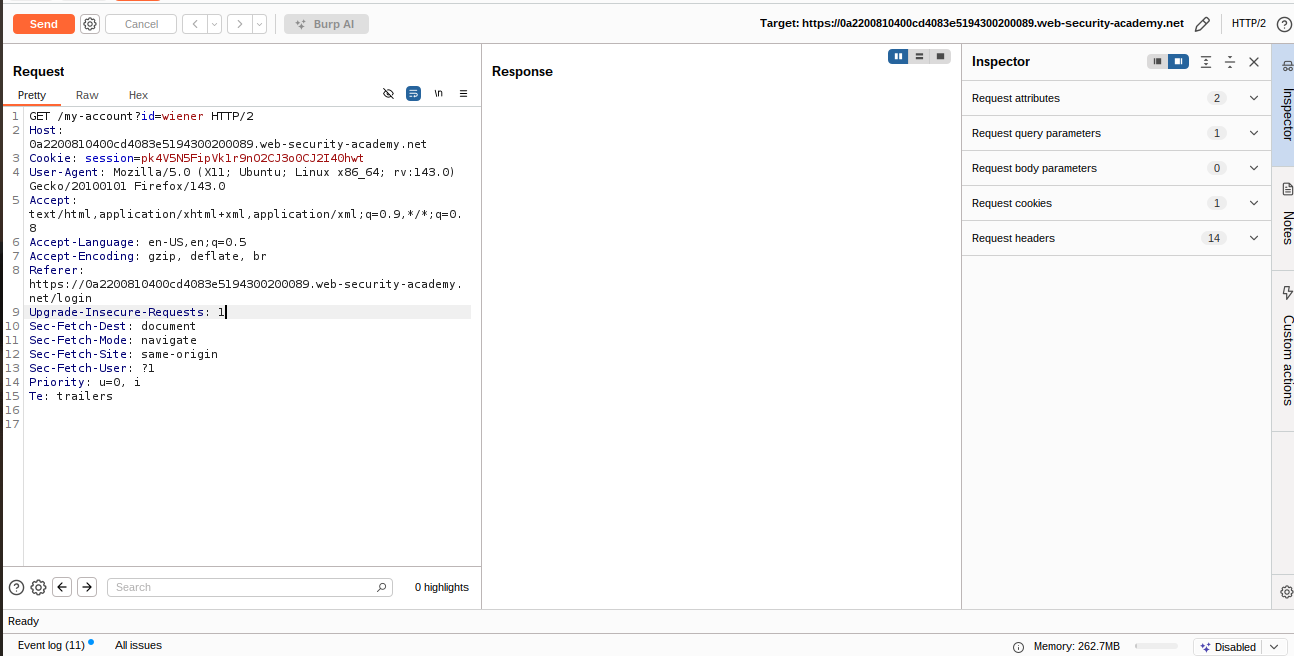 Send
Cancel
Burp AI
Target: https://0a2200810400cd4083e5194300200089.web-security-academy.net
HTTP/2
Request
Pretty
Raw
Hex
\n
1 GET /my-account?id=wiener HTTP/2
2 Host:
0a2200810400cd4083e5194300200089.web-security-academy.net
3 Cookie: session=pk4V5N5FipVk1r9nO2CJ3oOCJ2I40hwt
4 User-Agent: Mozilla/5.0 (X11; Ubuntu; Linux x86_64; rv:143.0)
Gecko/20100101 Firefox/143.0
5 Accept:
text/html,application/xhtml+xml,application/xml;q=0.9,*/*;q=0.
8
6 Accept-Language: en-US,en;q=0.5
7 Accept-Encoding: gzip, deflate, br
8 Referer:
https://0a2200810400cd4083e5194300200089.web-security-academy.
net/login
9 Upgrade-Insecure-Requests: 1
10 Sec-Fetch-Dest: document
11 Sec-Fetch-Mode: navigate
12 Sec-Fetch-Site: same-origin
13 Sec-Fetch-User: ?1
14 Priority: u=0, i
15 Te: trailers
16
17
Search
0 highlights
Response
Inspector
Request attributes 2
Request query parameters 1
Request body parameters 0
Request cookies 1
Request headers 14
Inspector
Notes
Custom actions
Ready
Event log (11)
All issues
Memory: 262.7MB
Disabled